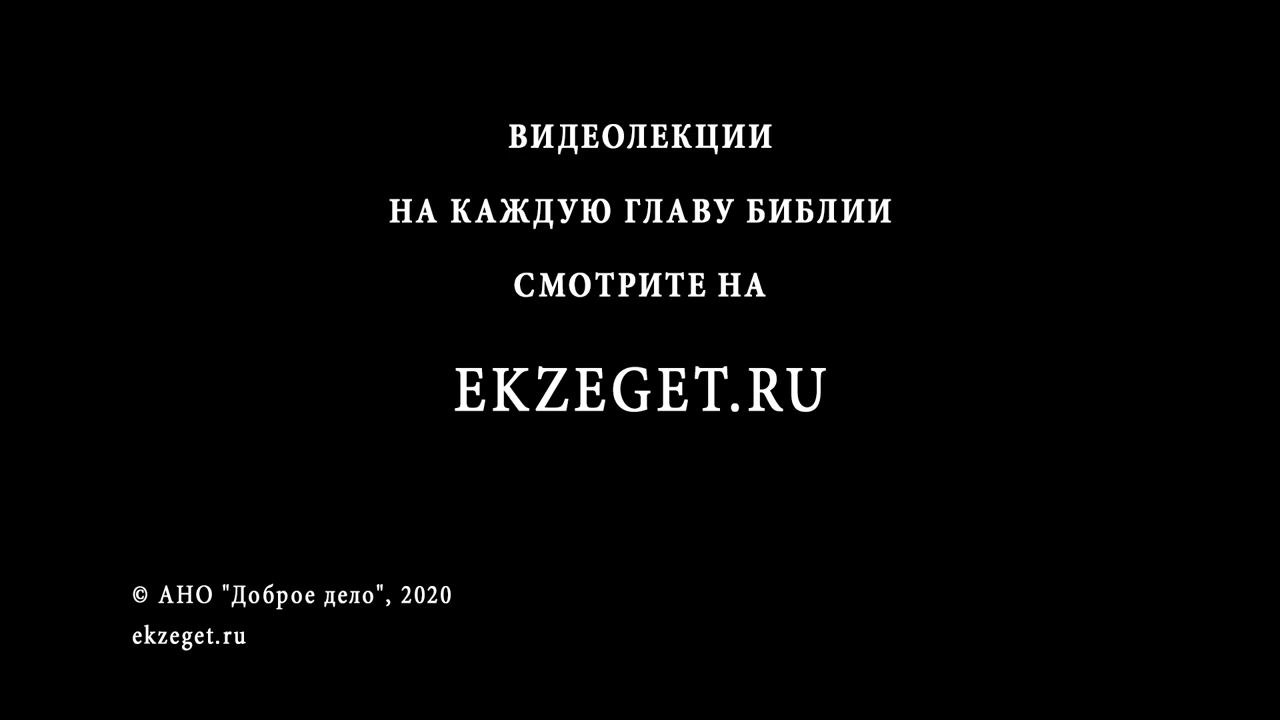 ВИДЕОЛЕКЦИИ
НА КАЖДУЮ ГЛАВУ БИБЛИИ
СМОТРИТЕ НА
EKZEGET.RU
© АНО "Доброе дело", 2020
ekzeget.ru